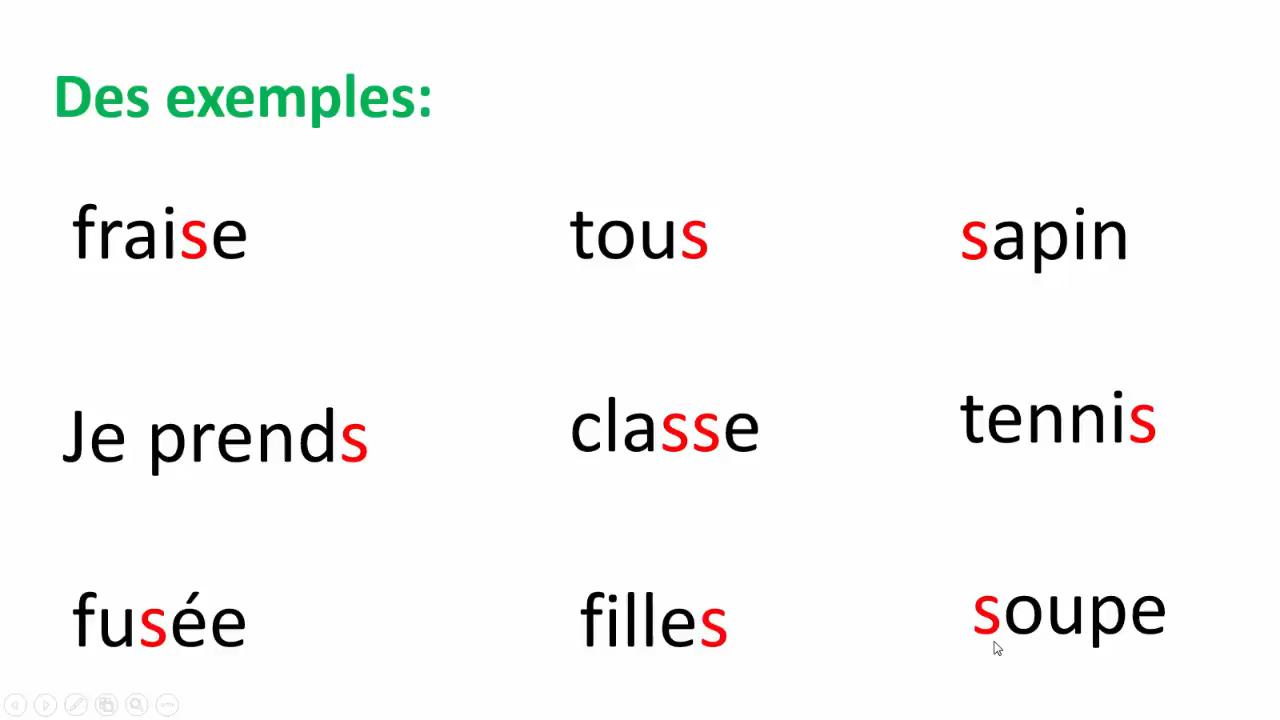 Des exemples:
fraise tous sapin
Je prends classe tennis
fusée filles soupe